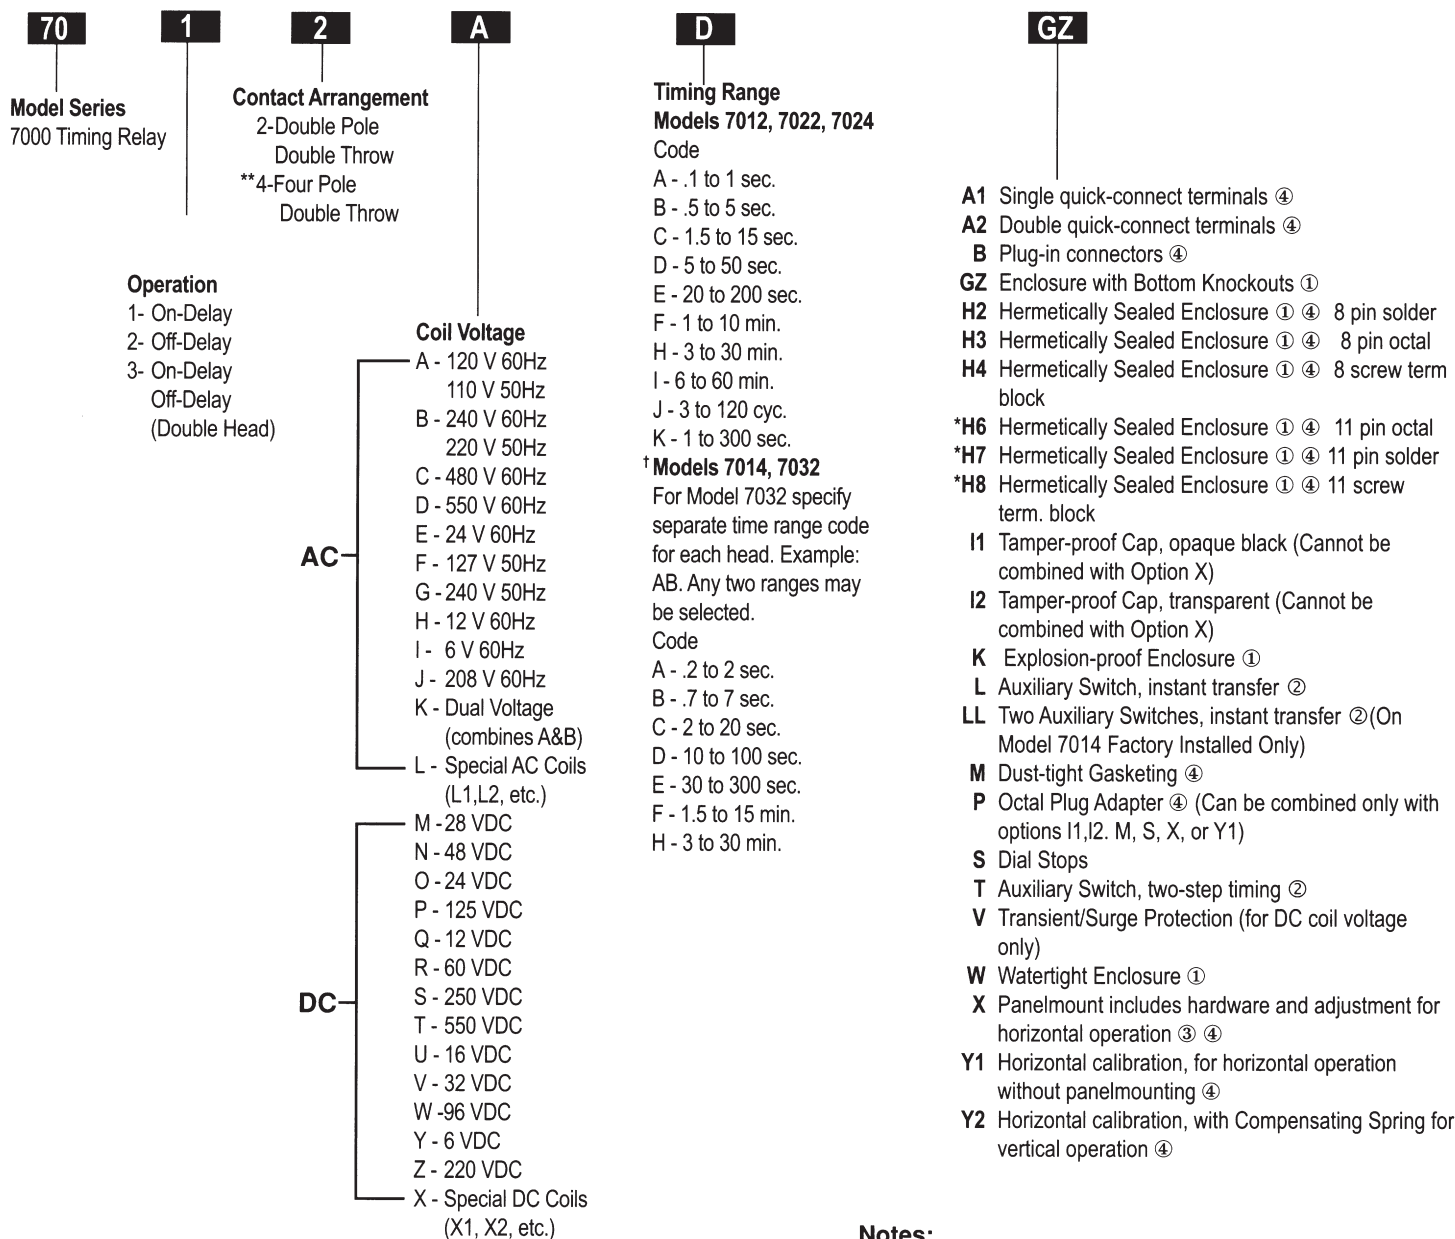 70 1 2 A D GZ
Model Series
7000 Timing Relay
Operation
1- On-Delay
2- Off-Delay
3- On-Delay
Off-Delay
(Double Head)
Contact Arrangement
2-Double Pole
Double Throw
**4-Four Pole
Double Throw
Coil Voltage
AC
A - 120 V 60Hz
110 V 50Hz
B - 240 V 60Hz
220 V 50Hz
C - 480 V 60Hz
D - 550 V 60Hz
E - 24 V 60Hz
F - 127 V 50Hz
G - 240 V 50Hz
H - 12 V 60Hz
I - 6 V 60Hz
J - 208 V 60Hz
K - Dual Voltage
(combines A&B)
L - Special AC Coils
(L1,L2, etc.)
DC
M -28 VDC
N - 48 VDC
O - 24 VDC
P - 125 VDC
Q - 12 VDC
R - 60 VDC
S - 250 VDC
T - 550 VDC
U - 16 VDC
V - 32 VDC
W -96 VDC
Y - 6 VDC
Z - 220 VDC
X - Special DC Coils
(X1, X2, etc.)
Timing Range
Models 7012, 7022, 7024
Code
A - .1 to 1 sec.
B - .5 to 5 sec.
C - 1.5 to 15 sec.
D - 5 to 50 sec.
E - 20 to 200 sec.
F - 1 to 10 min.
H - 3 to 30 min.
I - 6 to 60 min.
J - 3 to 120 cyc.
K - 1 to 300 sec.
†Models 7014, 7032
For Model 7032 specify
separate time range code
for each head. Example:
AB. Any two ranges may
be selected.
Code
A - .2 to 2 sec.
B - .7 to 7 sec.
C - 2 to 20 sec.
D - 10 to 100 sec.
E - 30 to 300 sec.
F - 1.5 to 15 min.
H - 3 to 30 min.
A1 Single quick-connect terminals ④
A2 Double quick-connect terminals ④
B Plug-in connectors ④
GZ Enclosure with Bottom Knockouts ①
H2 Hermetically Sealed Enclosure ① ④ 8 pin solder
H3 Hermetically Sealed Enclosure ① ④ 8 pin octal
H4 Hermetically Sealed Enclosure ① ④ 8 screw term
block
*H6 Hermetically Sealed Enclosure ① ④ 11 pin octal
*H7 Hermetically Sealed Enclosure ① ④ 11 pin solder
*H8 Hermetically Sealed Enclosure ① ④ 11 screw
term. block
I1 Tamper-proof Cap, opaque black (Cannot be
combined with Option X)
I2 Tamper-proof Cap, transparent (Cannot be
combined with Option X)
K Explosion-proof Enclosure ①
L Auxiliary Switch, instant transfer ②
LL Two Auxiliary Switches, instant transfer ②(On
Model 7014 Factory Installed Only)
M Dust-tight Gasketing ④
P Octal Plug Adapter ④ (Can be combined only with
options I1,I2. M, S, X, or Y1)
S Dial Stops
T Auxiliary Switch, two-step timing ②
V Transient/Surge Protection (for DC coil voltage
only)
W Watertight Enclosure ①
X Panelmount includes hardware and adjustment for
horizontal operation ③ ④
Y1 Horizontal calibration, for horizontal operation
without panelmounting ④
Y2 Horizontal calibration, with Compensating Spring for
vertical operation ④
Notes: